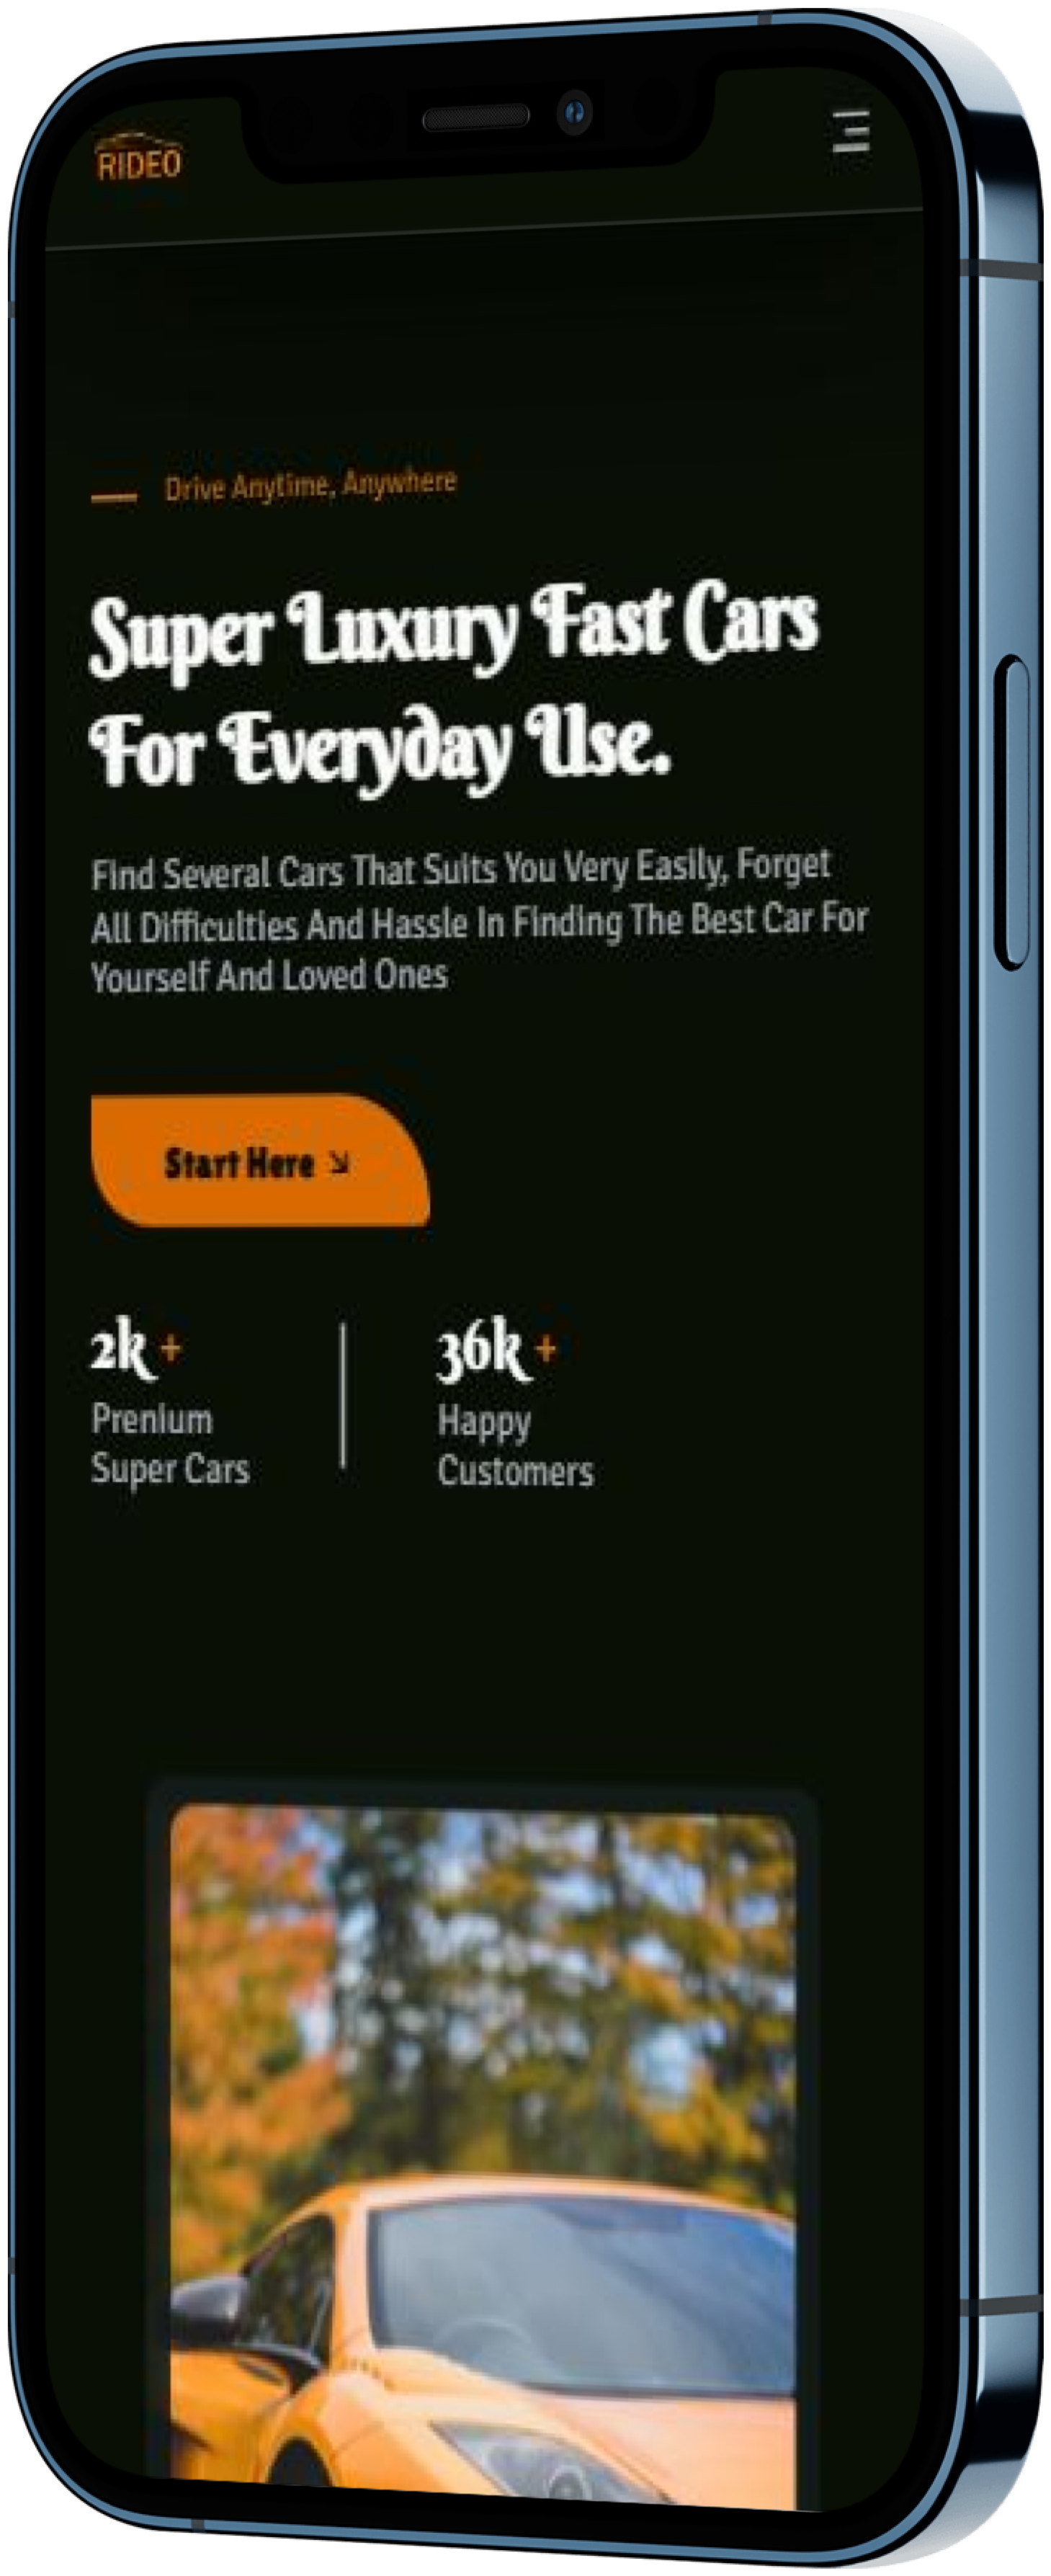 RIDEO
Drive Anytime, Anywhere
Super Luxury Fast Cars
For Everyday Use.
Find Several Cars That Suits You Very Easily, Forget
All Difficulties And Hassle In Finding The Best Car For
Yourself And Loved Ones
Start Here ↘
2k +
36k +
Prenium
Super Cars
Happy
Customers